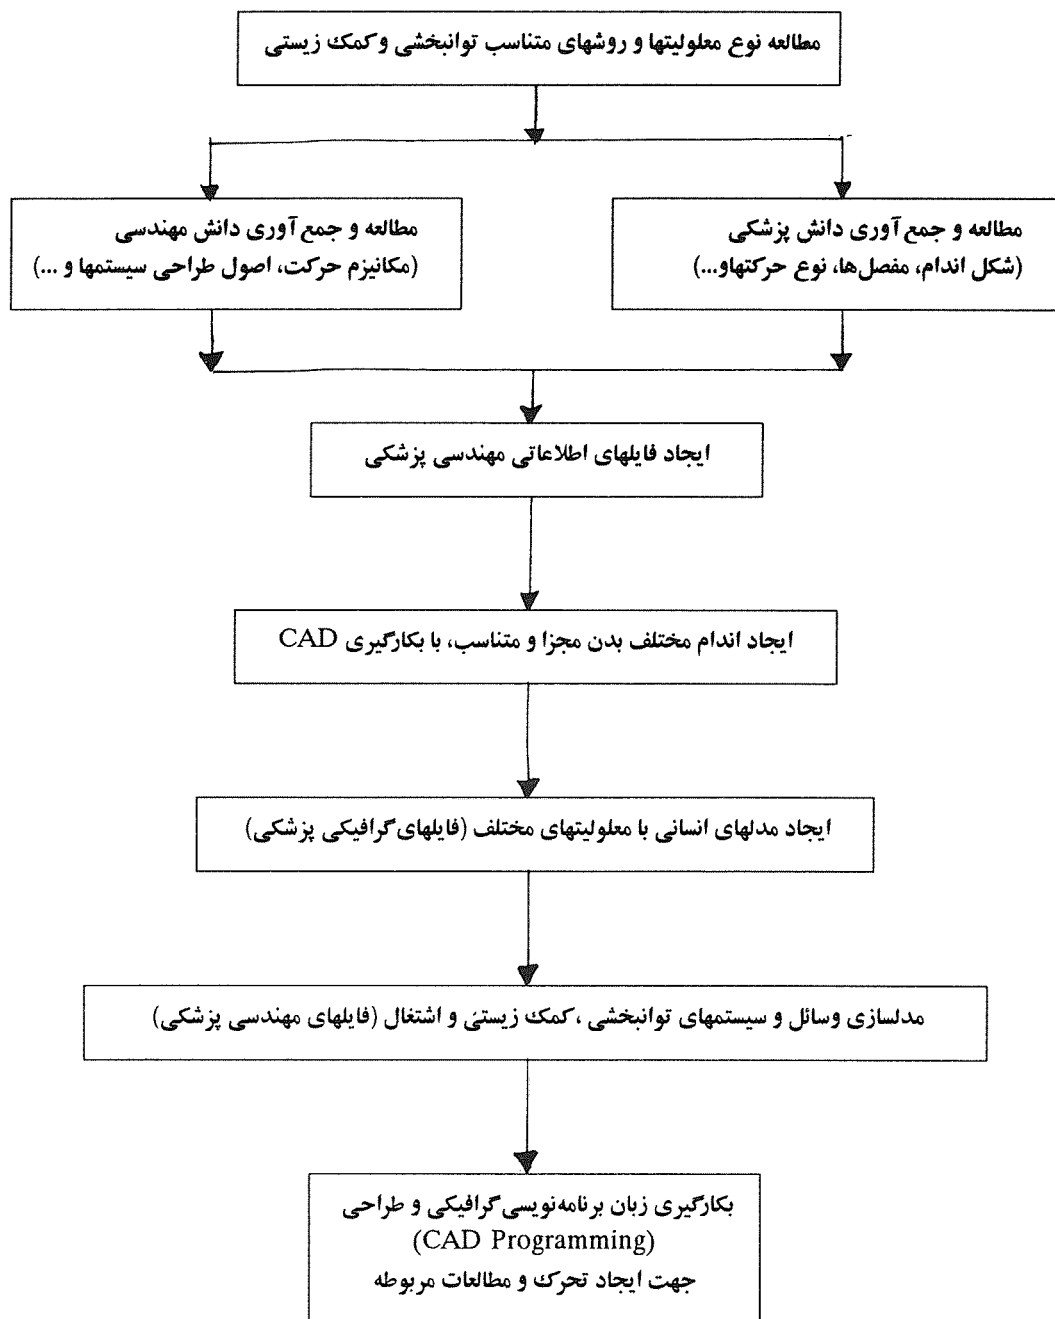 مطالعه نوع معلولیتها و روشهای متناسب توانبخشی و کمک زیستی
مطالعه و جمع آوری دانش پزشکی
(شکل اندام، مفصل‌ها، نوع حرکتهاو...)
مطالعه و جمع آوری دانش مهندسی
(مکانیزم حرکت، اصول طراحی سیستمها و ...)
ایجاد فایلهای اطلاعاتی مهندسی پزشکی
ایجاد اندام مختلف بدن مجزا و متناسب، با بکارگیری CAD
ایجاد مدلهای انسانی با معلولیتهای مختلف (فایلهای گرافیکی پزشکی)
مدلسازی وسائل و سیستمهای توانبخشی ،کمک زیستی و اشتغال (فایلهای مهندسی پزشکی)
بکارگیری زبان برنامه‌نویسی گرافیکی و طراحی
(CAD Programming)
جهت ایجاد تحرک و مطالعات مربوطه